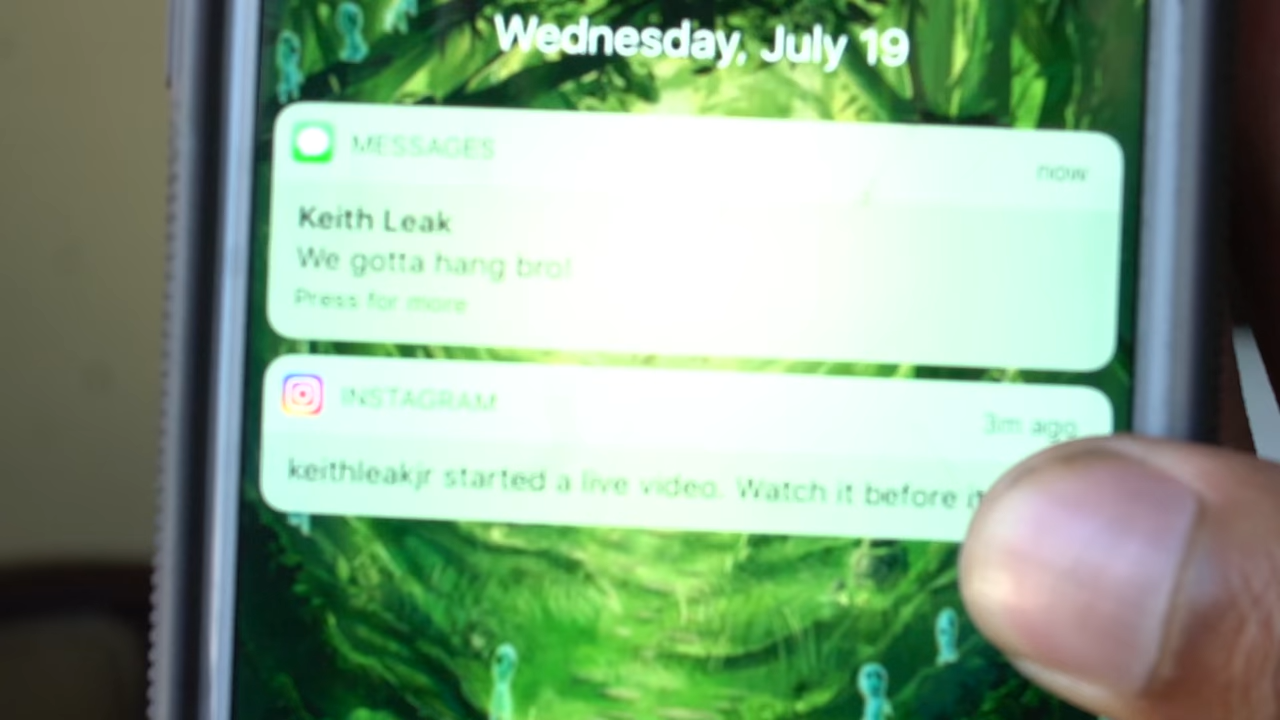 Wednesday, July 19
MESSAGES
now
Keith Leak
We gotta hang bro!
Press for more
INSTAGRAM
3m ago
keithleakjr started a live video. Watch it before